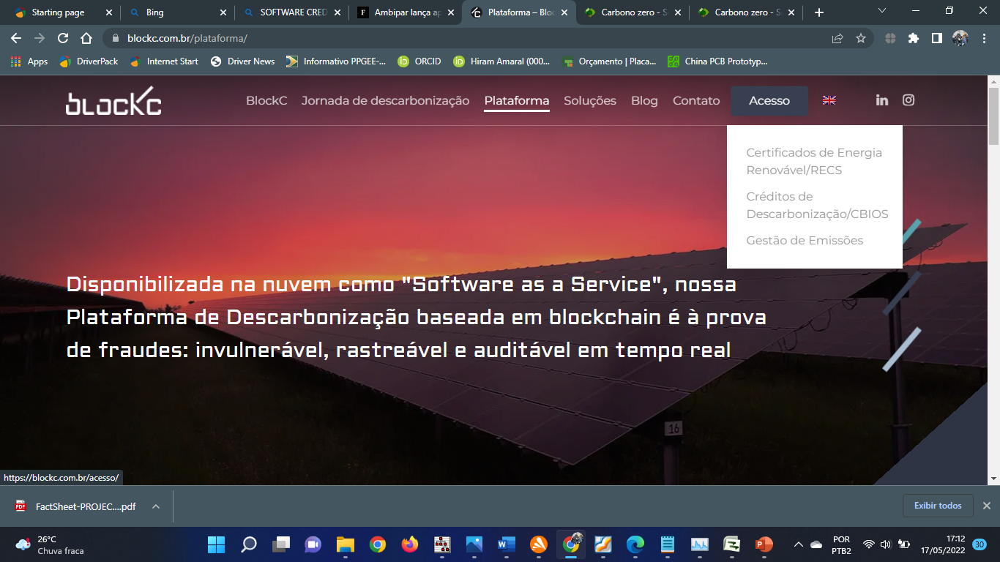 Starting page
Bing
SOFTWARE CRED
Ambipar lança ap
Plataforma – Bloc
Carbono zero - S
Carbono zero - S
blockc.com.br/plataforma/
Apps
DriverPack
Internet Start
Driver News
Informativo PPGEE-...
ORCID
Hiram Amaral (000...
Orçamento | Placa...
China PCB Prototyp...
blockc
BlockC
Jornada de descarbonização
Plataforma
Soluções
Blog
Contato
Acesso
Certificados de Energia
Renovável/RECS
Créditos de
Descarbonização/CBIOS
Gestão de Emissões
Disponibilizada na nuvem como "Software as a Service", nossa
Plataforma de Descarbonização baseada em blockchain é à prova
de fraudes: invulnerável, rastreável e auditável em tempo real
16
https://blockc.com.br/acesso/
FactSheet-PROJEC....pdf
Exibir todos
26°C
Chuva fraca
POR
PTB2
17:12
17/05/2022
30